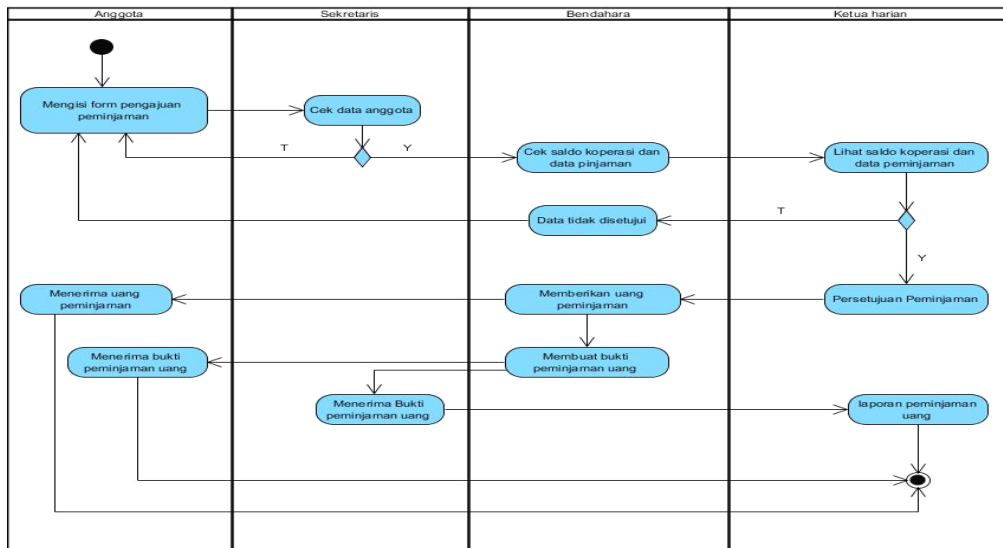 Anggota
Sekretaris
Bendahara
Ketua harian
Mengisi form pengajuan
peminjaman
Cek data anggota
T
Y
Cek saldo koperasi dan
data pinjaman
Lihat saldo koperasi dan
data peminjaman
Data tidak disetujui
T
Y
Menerima uang
peminjaman
Memberikan uang
peminjaman
Persetujuan Peminjaman
Menerima bukti
peminjaman uang
Membuat bukti
peminjaman uang
Menerima Bukti
peminjaman uang
laporan peminjaman
uang